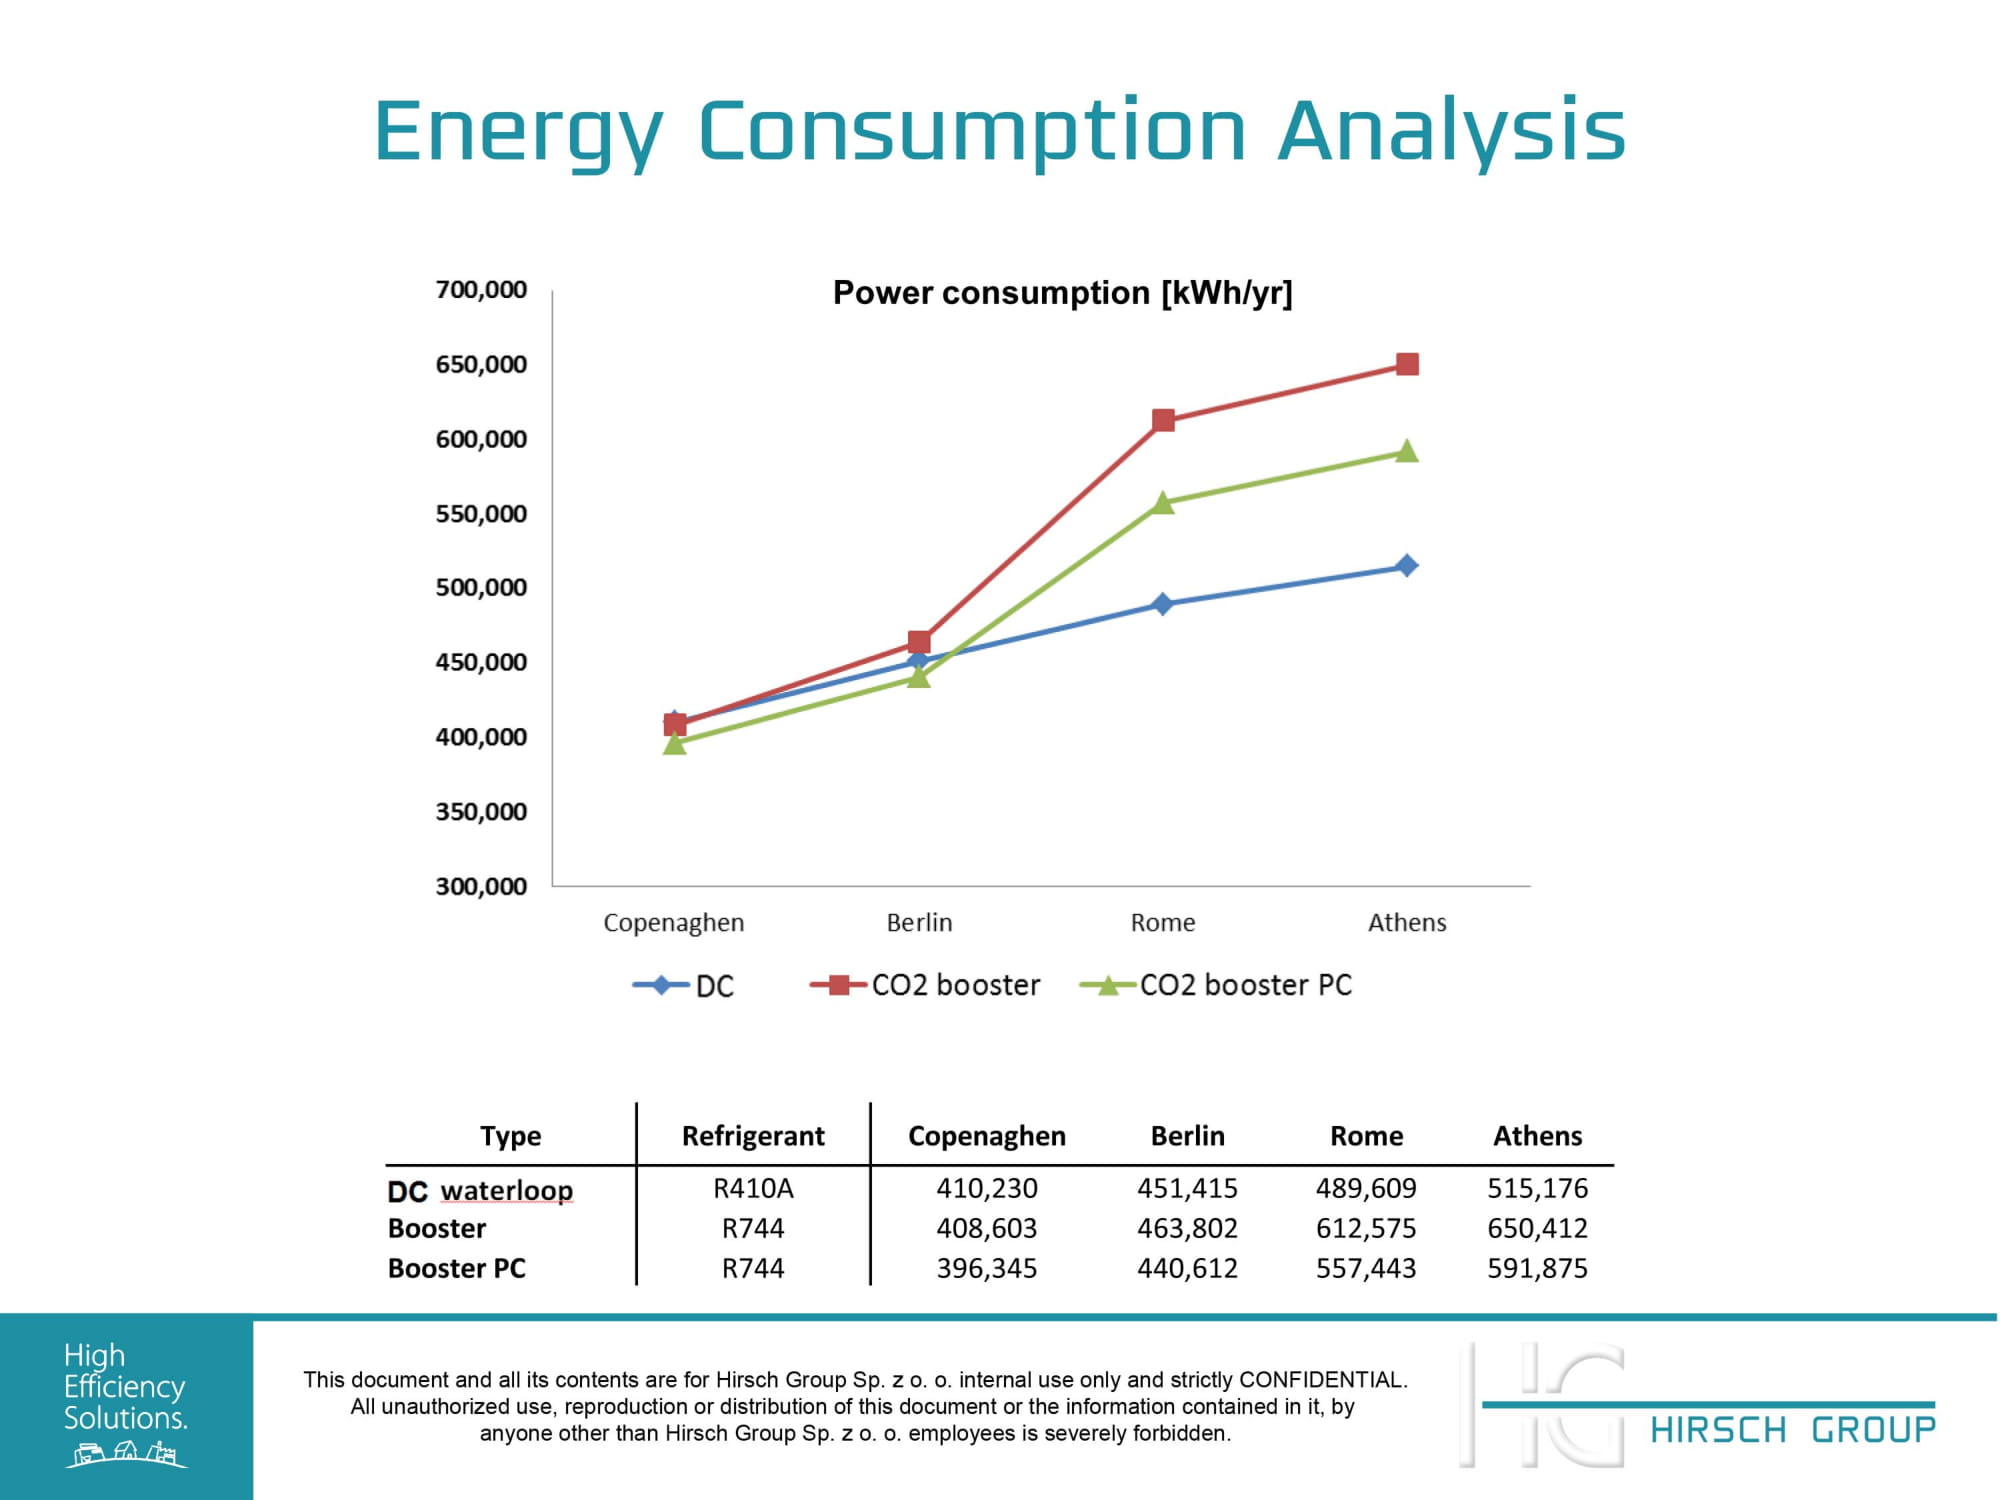 Energy Consumption Analysis
Power consumption [kWh/yr]
700,000
650,000
600,000
550,000
500,000
450,000
400,000
350,000
300,000
Copenaghen Berlin Rome Athens
DC CO2 booster CO2 booster PC
Type Refrigerant Copenaghen Berlin Rome Athens
DC waterloop R410A 410,230 451,415 489,609 515,176
Booster R744 408,603 463,802 612,575 650,412
Booster PC R744 396,345 440,612 557,443 591,875
High
Efficiency
Solutions.
This document and all its contents are for Hirsch Group Sp. z o. o. internal use only and strictly CONFIDENTIAL.
All unauthorized use, reproduction or distribution of this document or the information contained in it, by
anyone other than Hirsch Group Sp. z o. o. employees is severely forbidden.
HG
HIRSCH GROUP